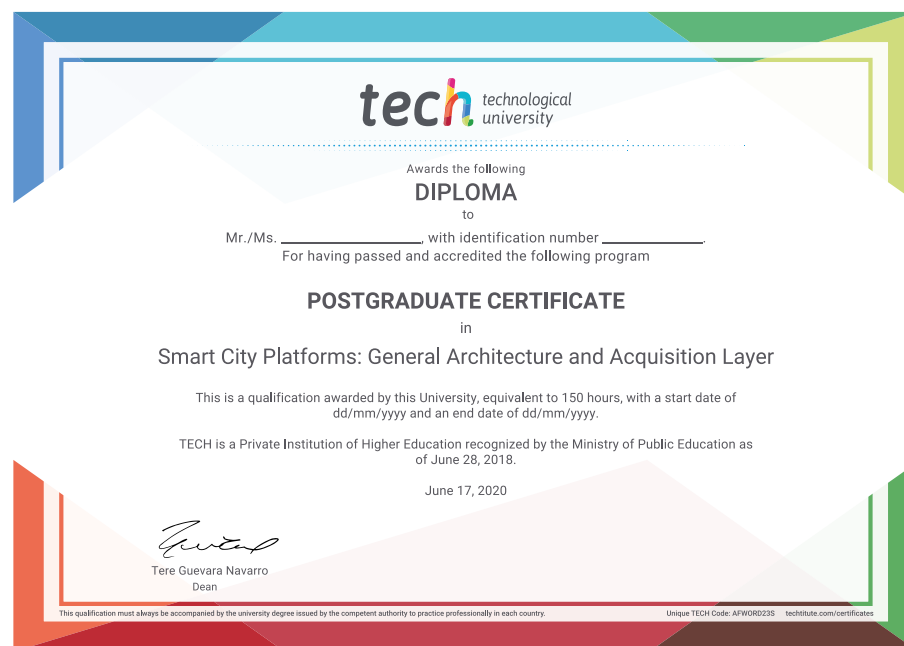 tech technological
university
Awards the following
DIPLOMA
to
Mr./Ms. ____________________, with identification number ______________.
For having passed and accredited the following program
POSTGRADUATE CERTIFICATE
in
Smart City Platforms: General Architecture and Acquisition Layer
This is a qualification awarded by this University, equivalent to 150 hours, with a start date of
dd/mm/yyyy and an end date of dd/mm/yyyy.
TECH is a Private Institution of Higher Education recognized by the Ministry of Public Education as
of June 28, 2018.
June 17, 2020
Tere Guevara Navarro
Dean
This qualification must always be accompanied by the university degree issued by the competent authority to practice professionally in each country. Unique TECH Code: AFWORD23S techtitute.com/certificates